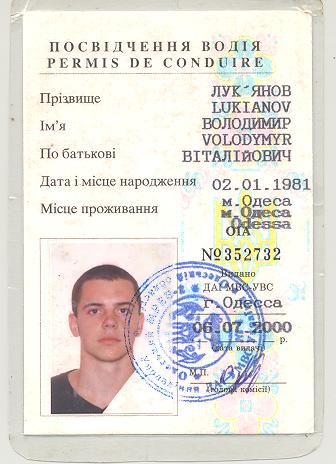 ПОСВІДЧЕННЯ ВОДІЯ
PERMIS DE CONDUIRE
Прізвище ЛУК'ЯНОВ
LUKIANOV
Ім'я ВОЛОДИМИР
VOLODYMYR
По батькові ВІТАЛІЙОВИЧ
Дата і місце народження 02.01.1981
м.Одеса
Місце проживання м.Одеса
Odessa
ОІА
№352732
Видано
ДАІ МВС-УВС
г. Одесса
06.07.2000 р.
(дата видачі)
М.П.
(голова комісії)